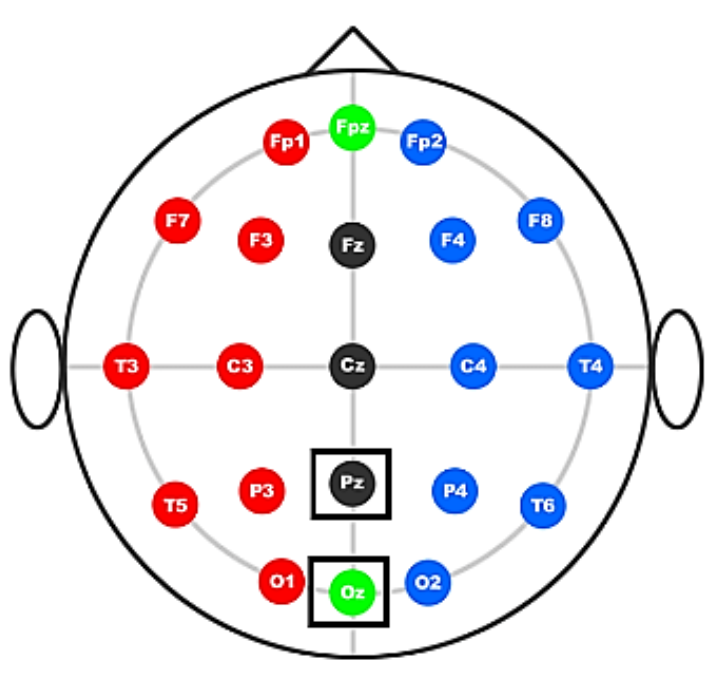 Fp1 Fpz Fp2
F7 F3 Fz F4 F8
T3 C3 Cz C4 T4
T5 P3 Pz P4 T6
O1 Oz O2